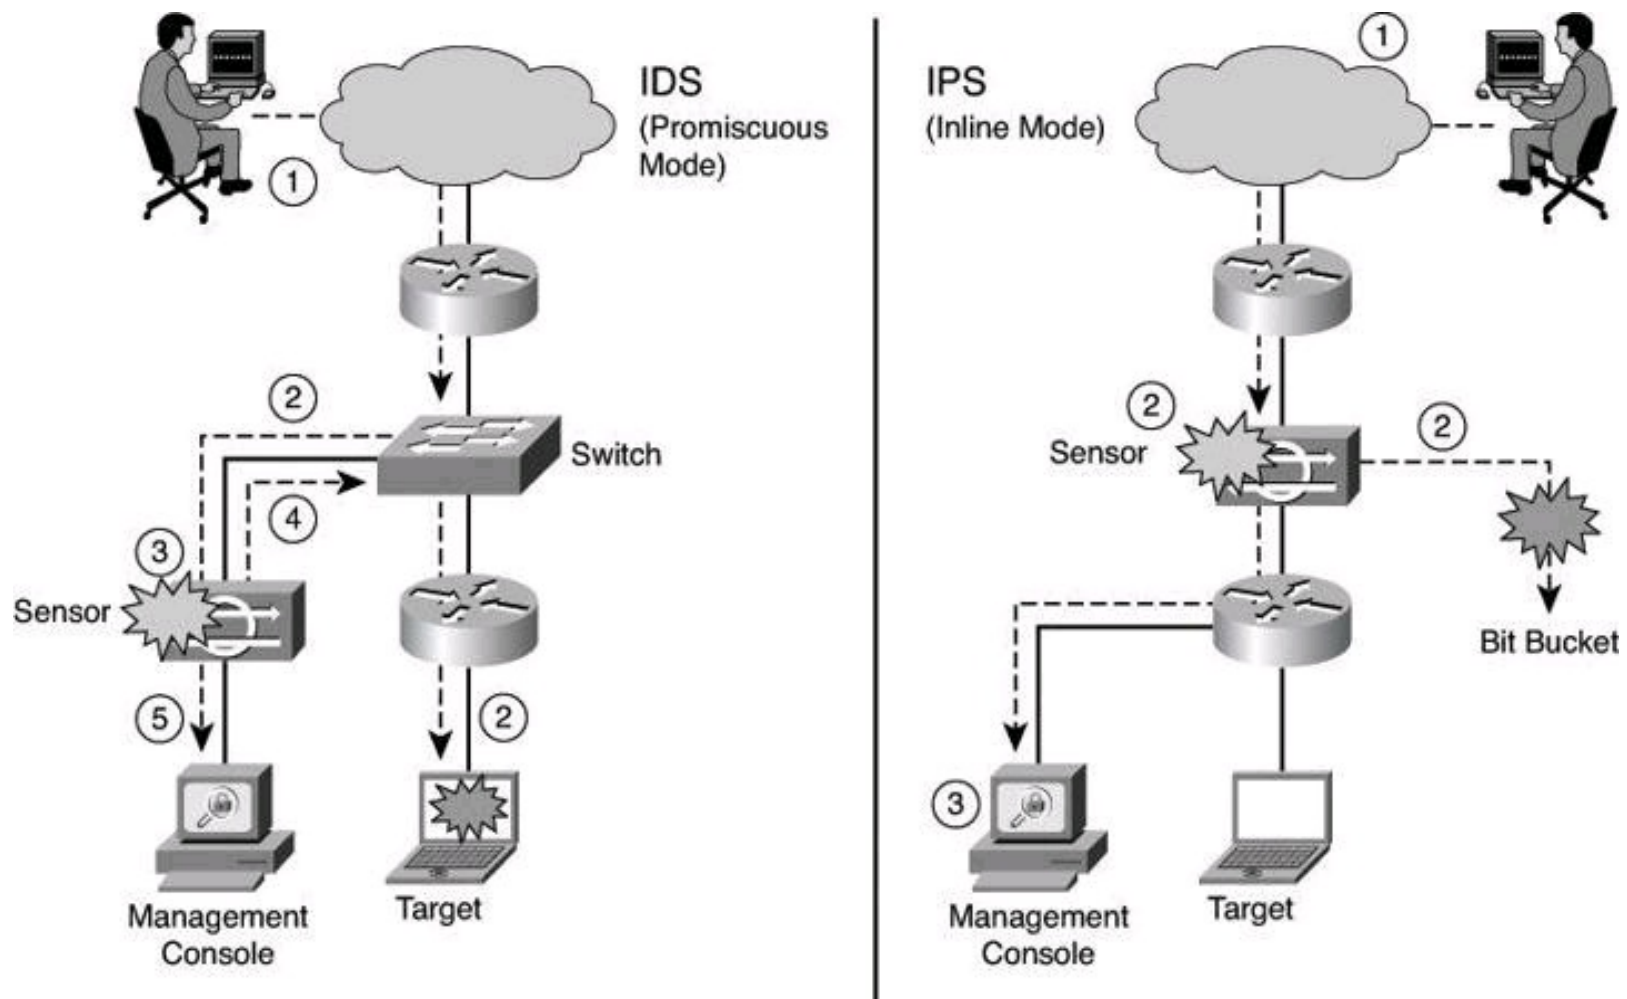 IDS
(Promiscuous
Mode)
1
2
Switch
4
3
Sensor
5
2
Management
Console
Target
IPS
(Inline Mode)
1
2
Sensor
2
Bit Bucket
3
Management
Console
Target